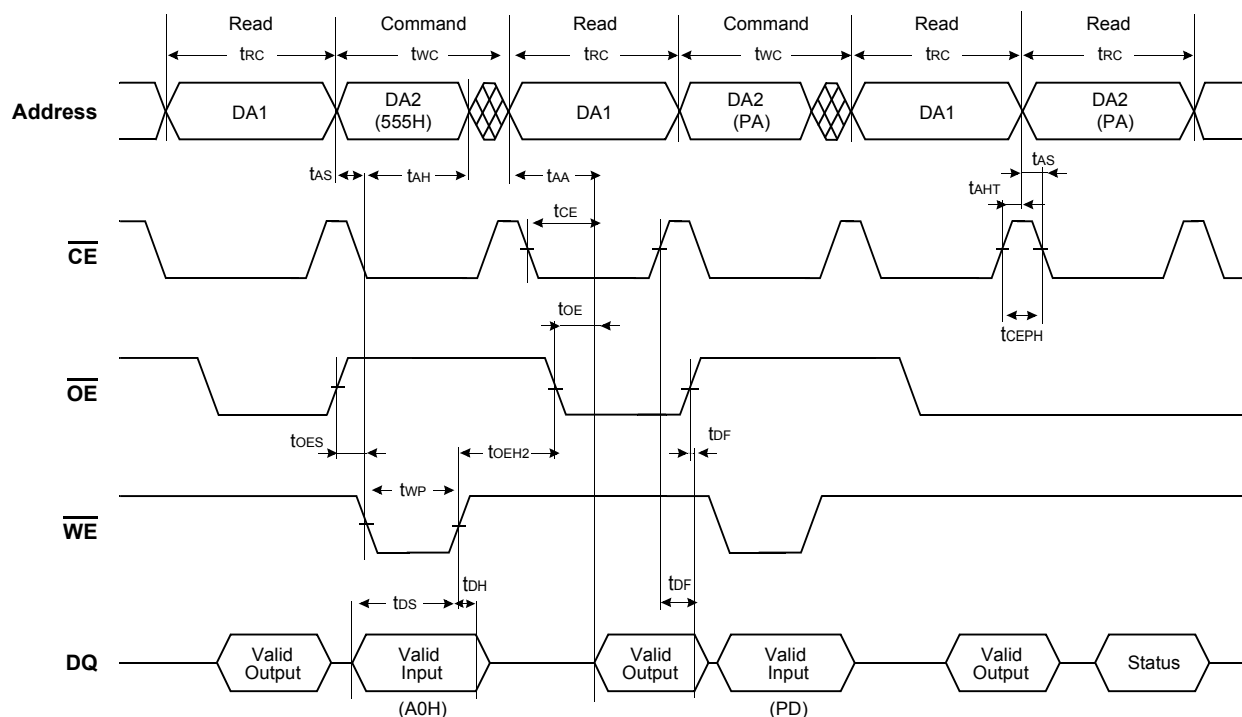 Read Command Read Command Read Read
tRC tWC tRC tWC tRC tRC
Address DA1 DA2 (555H) DA1 DA2 (PA) DA1 DA2 (PA)
tAS tAH tAA tAS
tAHT
tCE
CE
tOE
tCEPH
OE
tOES tOEH2 tDF
tWP
WE
tDS tDH tDF
DQ Valid Output Valid Input Valid Output Valid Input Valid Output Status
(A0H) (PD)